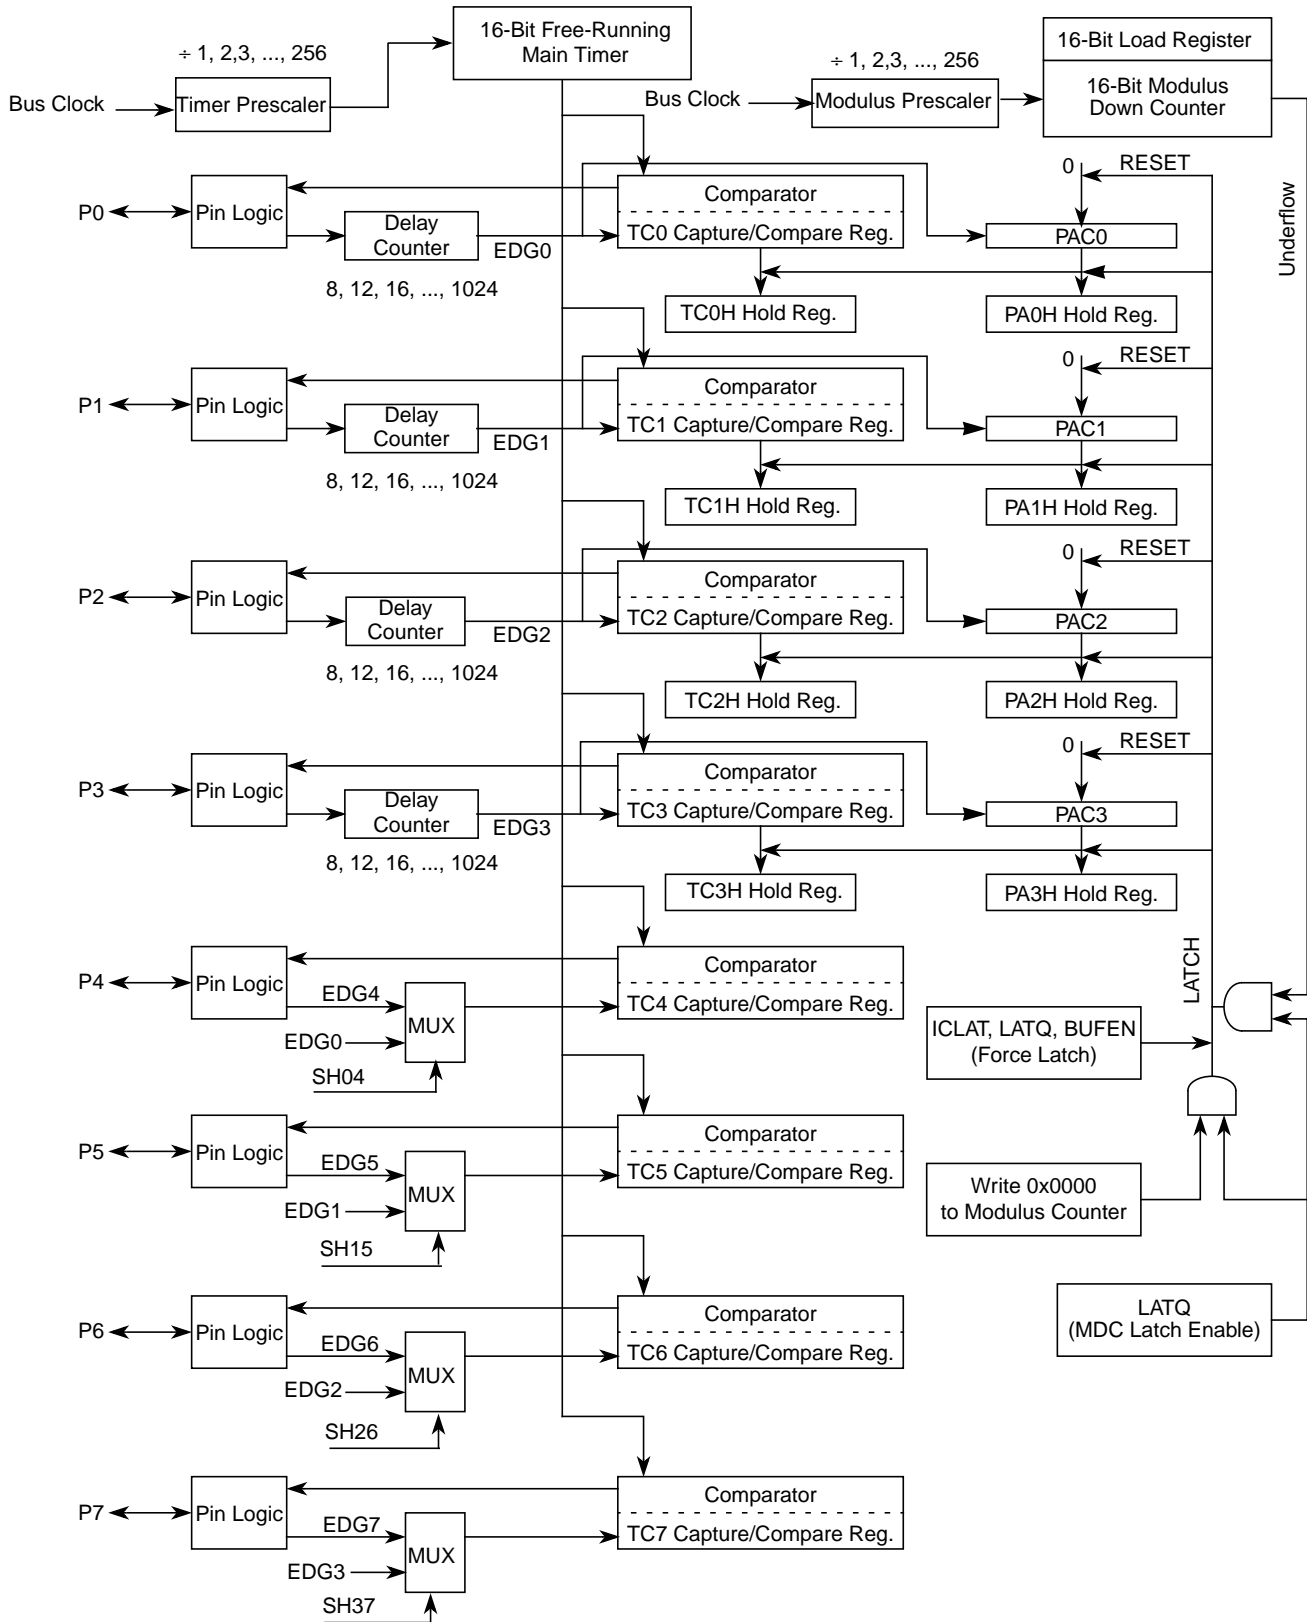 16-Bit Free-Running
Main Timer
÷ 1, 2,3, ..., 256
Bus Clock
Timer Prescaler
÷ 1, 2,3, ..., 256
Bus Clock
Modulus Prescaler
16-Bit Load Register
16-Bit Modulus
Down Counter
Underflow
P0
Pin Logic
Delay
Counter
8, 12, 16, ..., 1024
EDG0
Comparator
TC0 Capture/Compare Reg.
TC0H Hold Reg.
0
RESET
PAC0
PA0H Hold Reg.
P1
Pin Logic
Delay
Counter
8, 12, 16, ..., 1024
EDG1
Comparator
TC1 Capture/Compare Reg.
TC1H Hold Reg.
0
RESET
PAC1
PA1H Hold Reg.
P2
Pin Logic
Delay
Counter
8, 12, 16, ..., 1024
EDG2
Comparator
TC2 Capture/Compare Reg.
TC2H Hold Reg.
0
RESET
PAC2
PA2H Hold Reg.
P3
Pin Logic
Delay
Counter
8, 12, 16, ..., 1024
EDG3
Comparator
TC3 Capture/Compare Reg.
TC3H Hold Reg.
0
RESET
PAC3
PA3H Hold Reg.
LATCH
P4
Pin Logic
EDG4
EDG0
MUX
SH04
Comparator
TC4 Capture/Compare Reg.
ICLAT, LATQ, BUFEN
(Force Latch)
P5
Pin Logic
EDG5
EDG1
MUX
SH15
Comparator
TC5 Capture/Compare Reg.
Write 0x0000
to Modulus Counter
P6
Pin Logic
EDG6
EDG2
MUX
SH26
Comparator
TC6 Capture/Compare Reg.
LATQ
(MDC Latch Enable)
P7
Pin Logic
EDG7
EDG3
MUX
SH37
Comparator
TC7 Capture/Compare Reg.